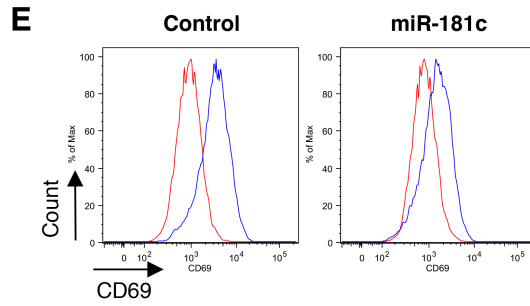 E
Control
miR-181c
100
80
60
40
20
0
% of Max
0
10²
10³
10⁴
10⁵
CD69
100
80
60
40
20
0
% of Max
0
10²
10³
10⁴
10⁵
CD69
Count
CD69